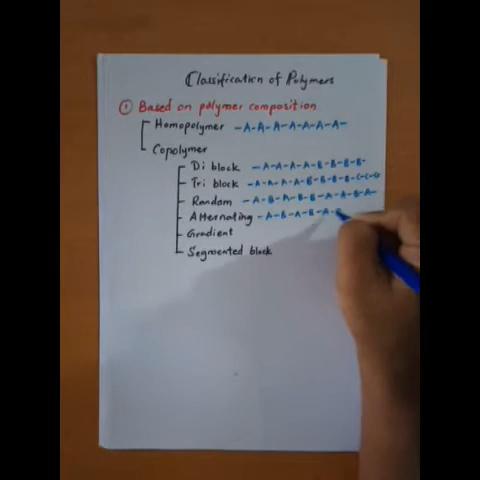 Classification of Polymers
① Based on polymer composition
Homopolymer -A-A-A-A-A-A-A-
Copolymer
Di block -A-A-A-A-B-B-B-B-
Tri block -A-A-A-A-B-B-B-B-C-C-C-
Random -A-B-A-B-B-A-A-B-A-
Alternating -A-B-A-B-A-B
Gradient
Segmented block